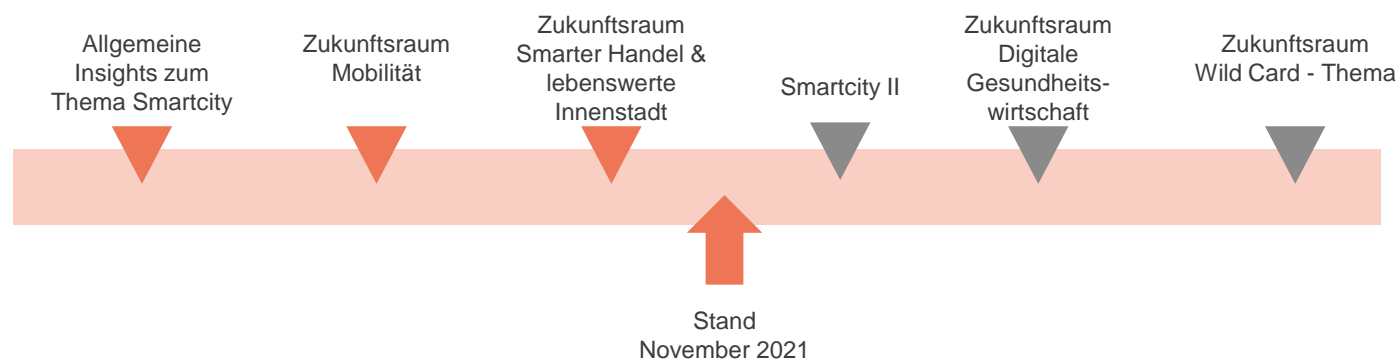 Allgemeine
Insights zum
Thema Smartcity
Zukunftsraum
Mobilität
Zukunftsraum
Smarter Handel &
lebenswerte
Innenstadt
Smartcity II
Zukunftsraum
Digitale
Gesundheits-
wirtschaft
Zukunftsraum
Wild Card - Thema
Stand
November 2021